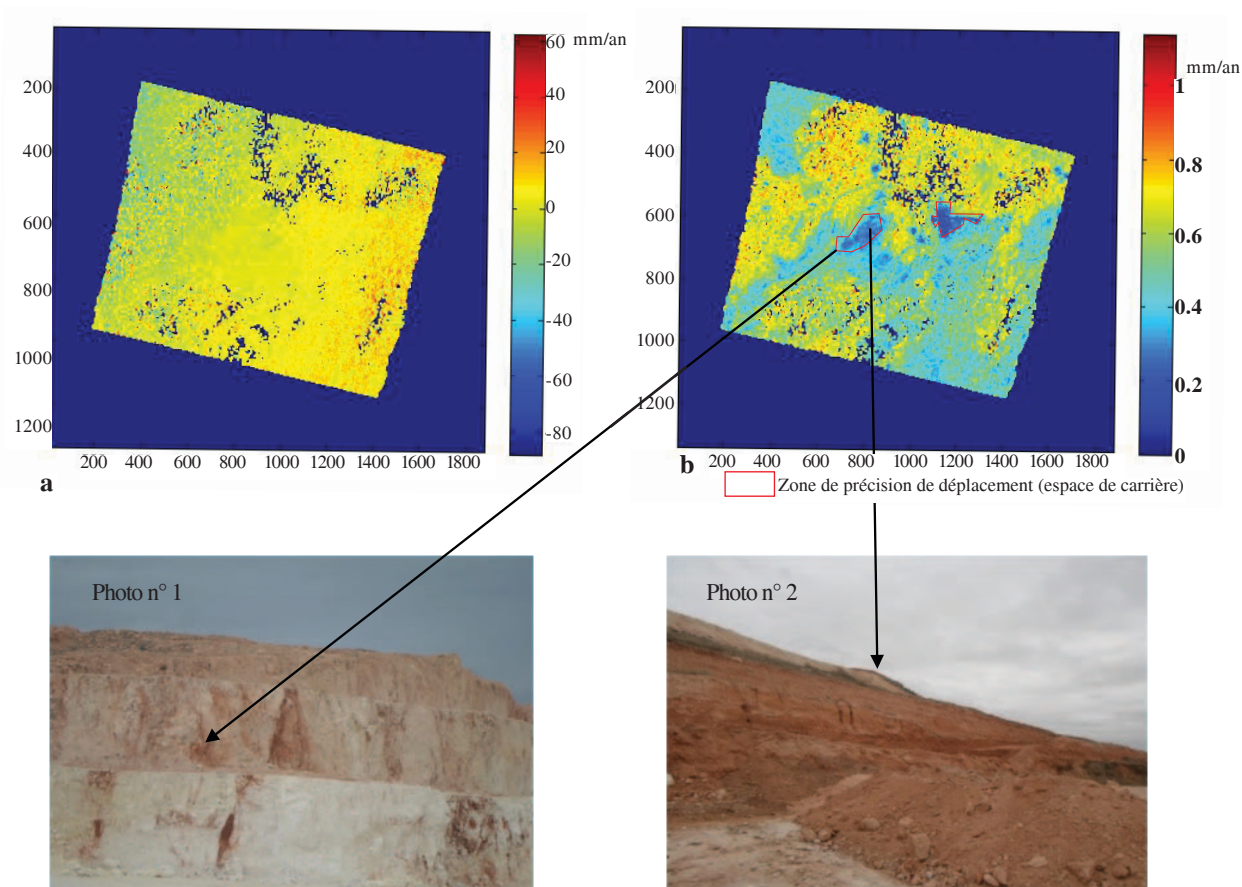 60 mm/an
40
20
0
-20
-40
-60
-80
200
400
600
800
1000
1200
200 400 600 800 1000 1200 1400 1600 1800
a
mm/an
1
0.8
0.6
0.4
0.2
0
200
400
600
800
1000
1200
200 400 600 800 1000 1200 1400 1600 1800
b
Zone de précision de déplacement (espace de carrière)
Photo n° 1
Photo n° 2